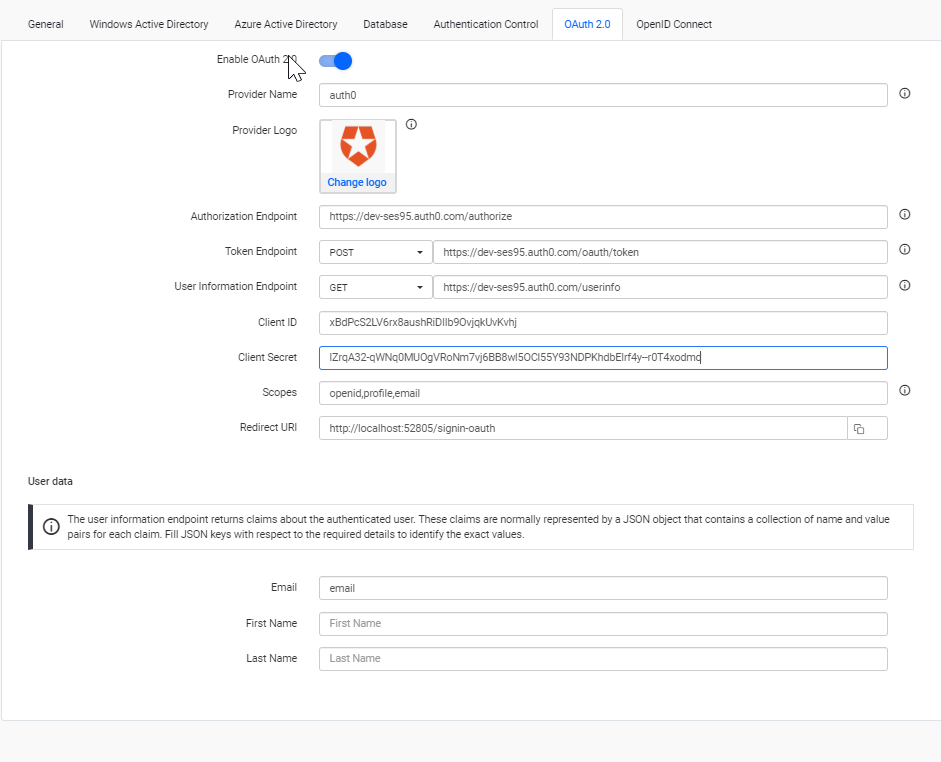 General Windows Active Directory Azure Active Directory Database Authentication Control OAuth 2.0 OpenID Connect
Enable OAuth 2.0
Provider Name auth0
Provider Logo
Change logo
Authorization Endpoint https://dev-ses95.auth0.com/authorize
Token Endpoint POST https://dev-ses95.auth0.com/oauth/token
User Information Endpoint GET https://dev-ses95.auth0.com/userinfo
Client ID xBdPcS2LV6rx8aushRiDIlb9OvjqkUvKvhj
Client Secret lZrqA32-qWNq0MUOgVRoNm7vj6BB8wl5OCl55Y93NDPKhdbElrf4y--r0T4xodmd
Scopes openid,profile,email
Redirect URI http://localhost:52805/signin-oauth
User data
The user information endpoint returns claims about the authenticated user. These claims are normally represented by a JSON object that contains a collection of name and value
pairs for each claim. Fill JSON keys with respect to the required details to identify the exact values.
Email email
First Name First Name
Last Name Last Name